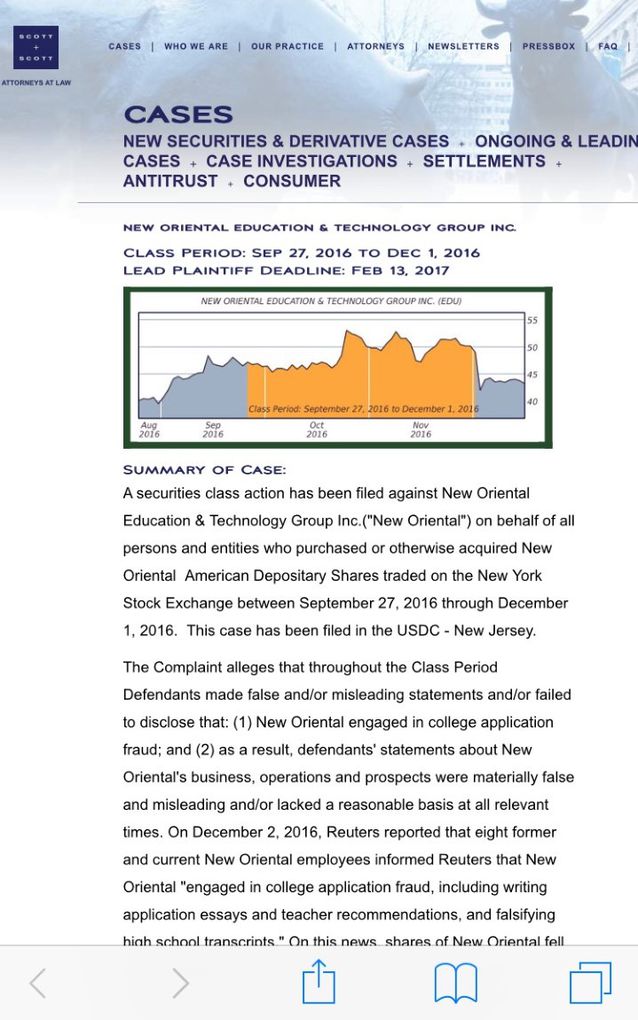 SCOTT
+
SCOTT
ATTORNEYS AT LAW
CASES | WHO WE ARE | OUR PRACTICE | ATTORNEYS | NEWSLETTERS | PRESSBOX | FAQ |
CASES
NEW SECURITIES & DERIVATIVE CASES + ONGOING & LEADIN
CASES + CASE INVESTIGATIONS + SETTLEMENTS +
ANTITRUST + CONSUMER
NEW ORIENTAL EDUCATION & TECHNOLOGY GROUP INC.
CLASS PERIOD: SEP 27, 2016 TO DEC 1, 2016
LEAD PLAINTIFF DEADLINE: FEB 13, 2017
NEW ORIENTAL EDUCATION & TECHNOLOGY GROUP INC. (EDU)
55
50
45
40
Class Period: September 27, 2016 to December 1, 2016
Aug Sep Oct Nov
2016 2016 2016 2016
SUMMARY OF CASE:
A securities class action has been filed against New Oriental
Education & Technology Group Inc.("New Oriental") on behalf of all
persons and entities who purchased or otherwise acquired New
Oriental  American Depositary Shares traded on the New York
Stock Exchange between September 27, 2016 through December
1, 2016.  This case has been filed in the USDC - New Jersey.
The Complaint alleges that throughout the Class Period
Defendants made false and/or misleading statements and/or failed
to disclose that: (1) New Oriental engaged in college application
fraud; and (2) as a result, defendants' statements about New
Oriental's business, operations and prospects were materially false
and misleading and/or lacked a reasonable basis at all relevant
times. On December 2, 2016, Reuters reported that eight former
and current New Oriental employees informed Reuters that New
Oriental "engaged in college application fraud, including writing
application essays and teacher recommendations, and falsifying
high school transcripts." On this news, shares of New Oriental fell